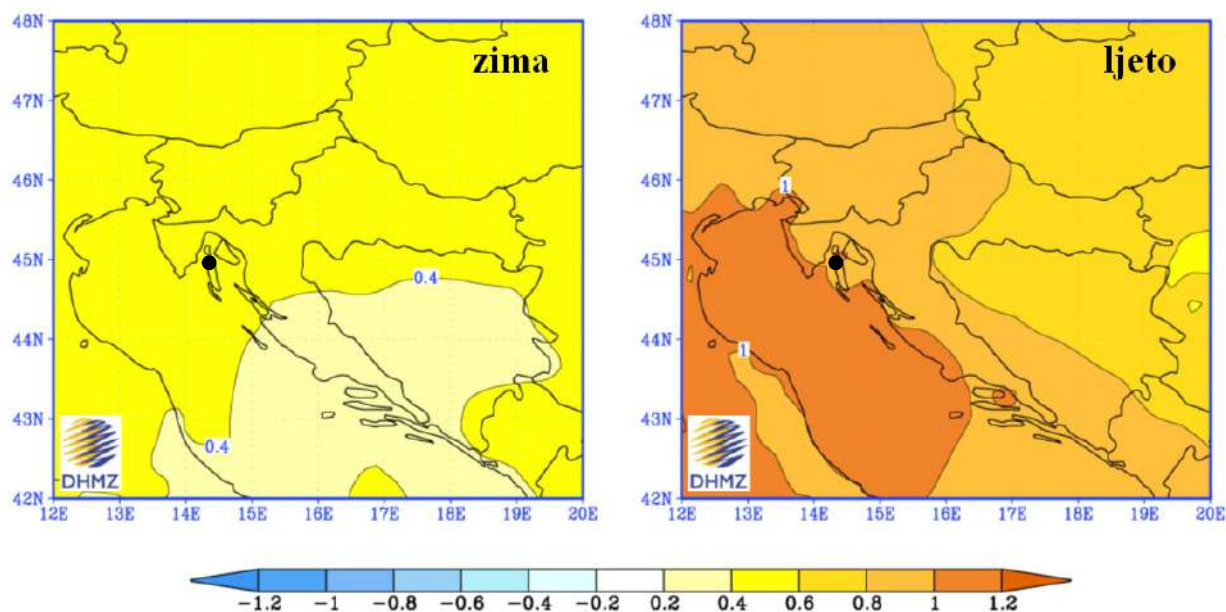 48N
47N
46N
45N
44N
43N
42N
zima
0.4
0.4
DHMZ
12E 13E 14E 15E 16E 17E 18E 19E 20E
48N
47N
46N
45N
44N
43N
42N
ljeto
1
1
DHMZ
12E 13E 14E 15E 16E 17E 18E 19E 20E
-1.2 -1 -0.8 -0.6 -0.4 -0.2 0.2 0.4 0.6 0.8 1 1.2